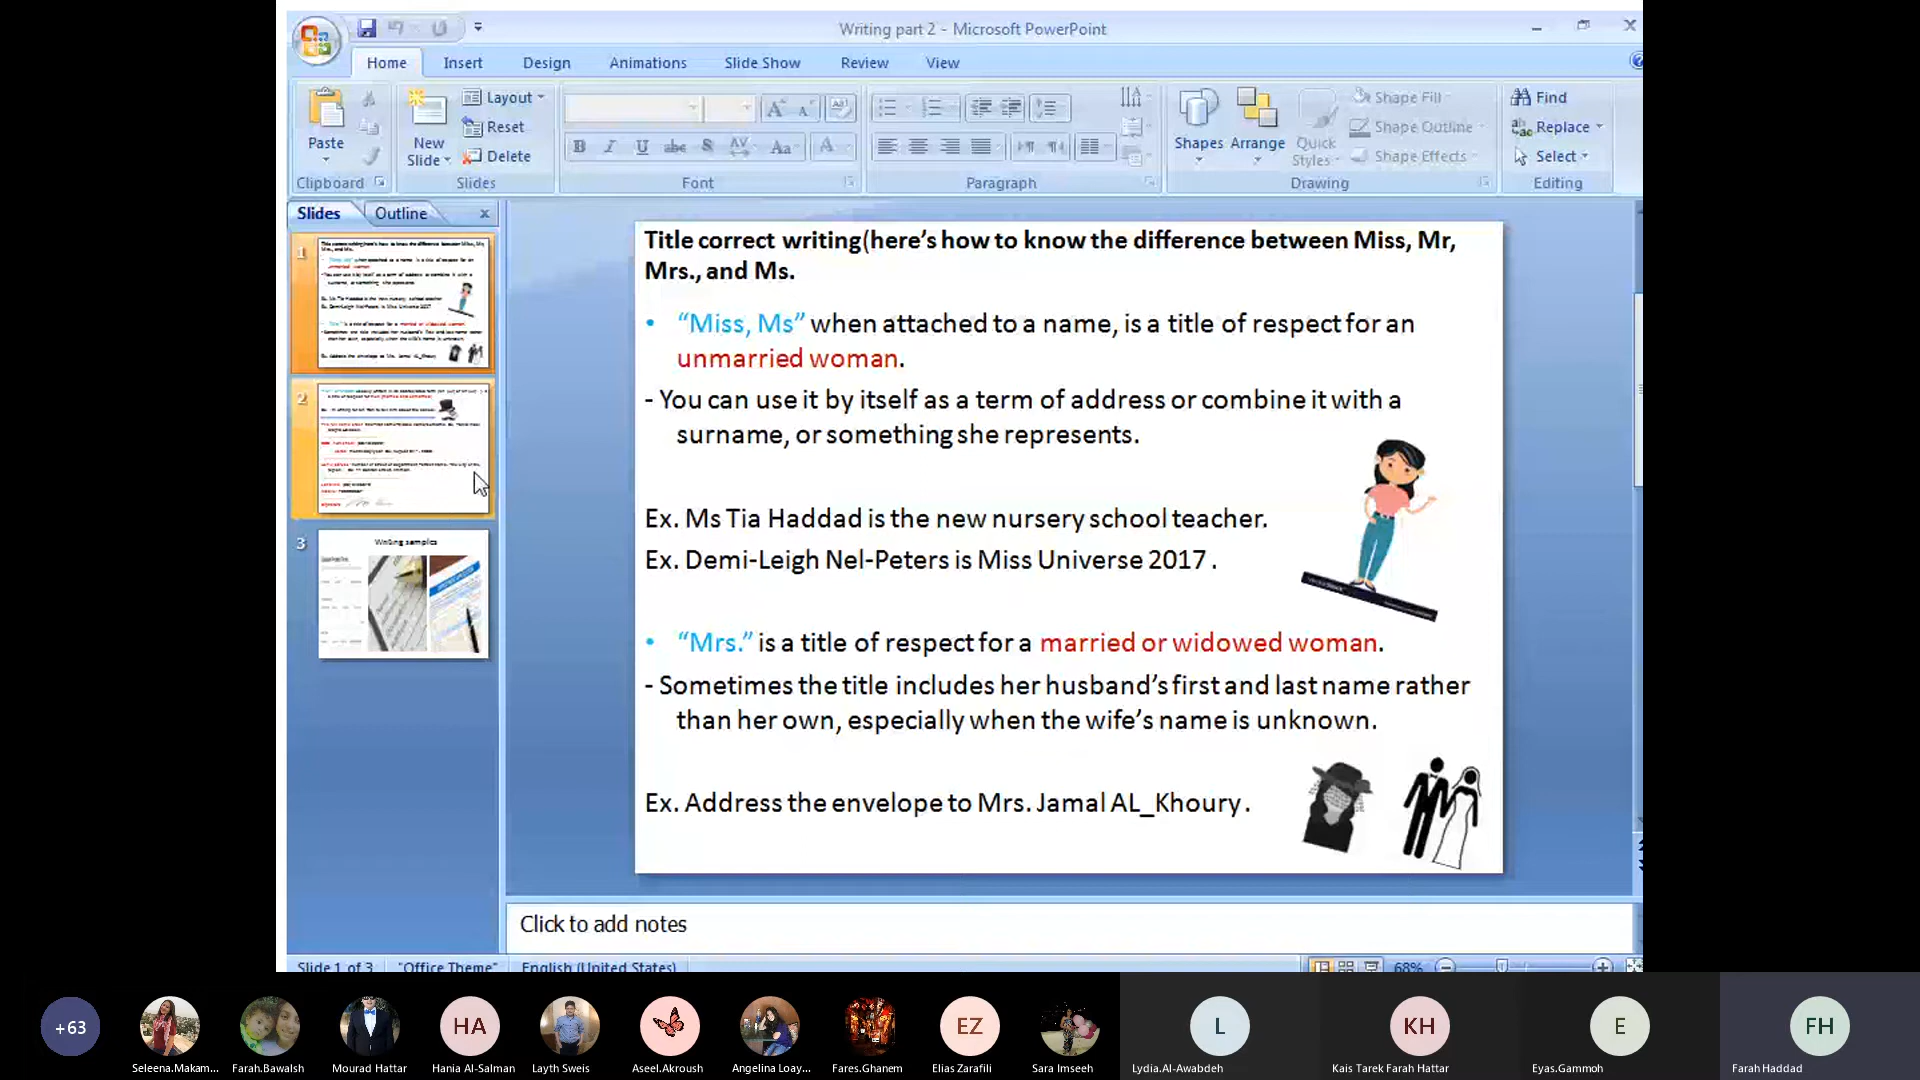 Writing part 2 - Microsoft PowerPoint
Home Insert Design Animations Slide Show Review View
Paste
Clipboard
New
Slide
Layout
Reset
Delete
Slides
B I U abc S AV Aa A
Font
Paragraph
Shapes
Arrange
Quick
Styles
Shape Fill
Shape Outline
Shape Effects
Drawing
Find
Replace
Select
Editing
Slides Outline
1
2
3
Writing samples
Title correct writing(here’s how to know the difference between Miss, Mr,
Mrs., and Ms.
• “Miss, Ms” when attached to a name, is a title of respect for an
unmarried woman.
- You can use it by itself as a term of address or combine it with a
surname, or something she represents.
Ex. Ms Tia Haddad is the new nursery school teacher.
Ex. Demi-Leigh Nel-Peters is Miss Universe 2017 .
• “Mrs.” is a title of respect for a married or widowed woman.
- Sometimes the title includes her husband’s first and last name rather
than her own, especially when the wife’s name is unknown.
Ex. Address the envelope to Mrs. Jamal AL_Khoury .
Click to add notes
Slide 1 of 3 "Office Theme" English (United States) 68%
+63 HA EZ L KH E FH
Seleena.Makam... Farah.Bawalsh Mourad Hattar Hania Al-Salman Layth Sweis Aseel.Akroush Angelina Loay... Fares.Ghanem Elias Zarafili Sara Imseeh Lydia.Al-Awabdeh Kais Tarek Farah Hattar Eyas.Gammoh Farah Haddad